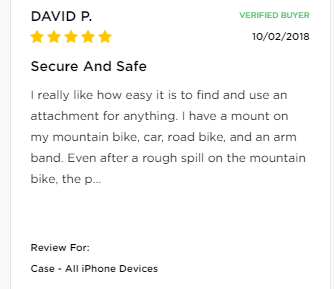 DAVID P.
VERIFIED BUYER
10/02/2018
Secure And Safe
I really like how easy it is to find and use an
attachment for anything. I have a mount on
my mountain bike, car, road bike, and an arm
band. Even after a rough spill on the mountain
bike, the p...
Review For:
Case - All iPhone Devices